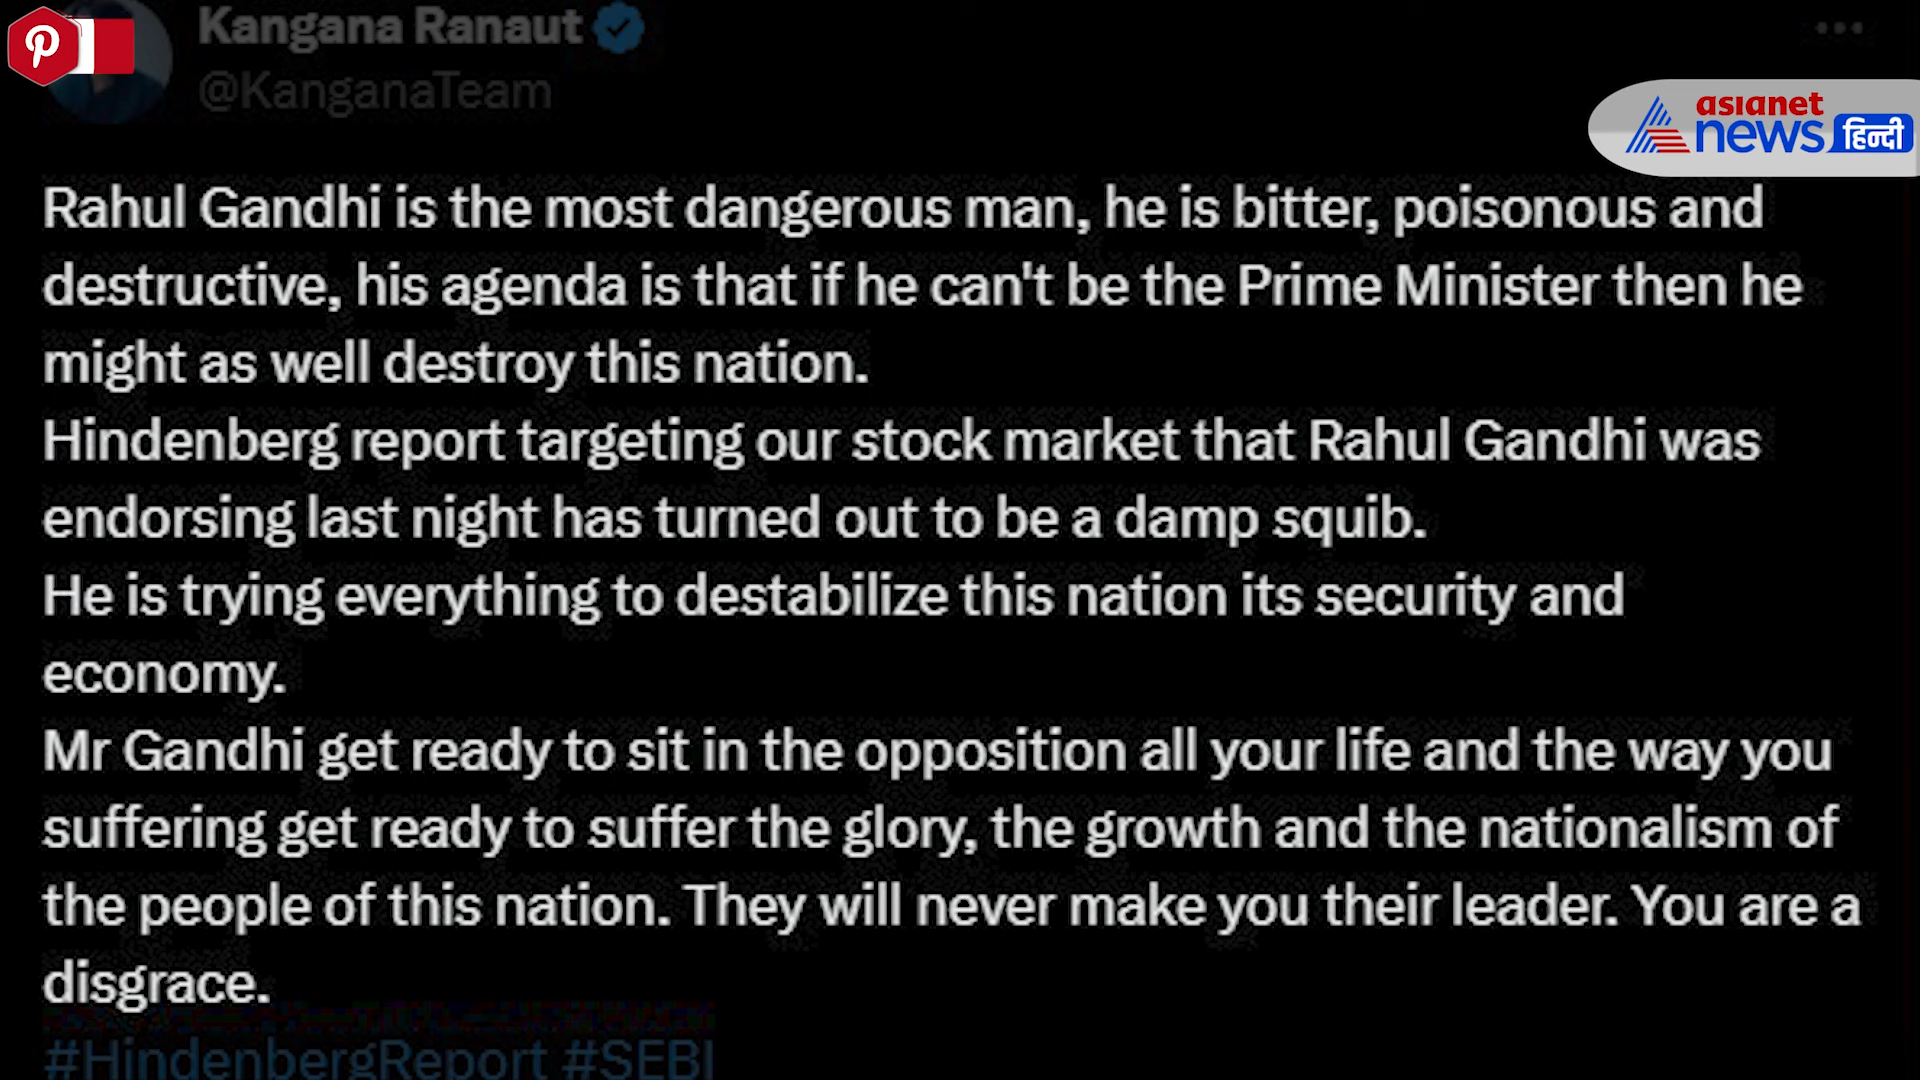 Kangana Ranaut
@KanganaTeam
asıanet
news हिन्दी
Rahul Gandhi is the most dangerous man, he is bitter, poisonous and
destructive, his agenda is that if he can't be the Prime Minister then he
might as well destroy this nation.
Hindenberg report targeting our stock market that Rahul Gandhi was
endorsing last night has turned out to be a damp squib.
He is trying everything to destabilize this nation its security and
economy.
Mr Gandhi get ready to sit in the opposition all your life and the way you
suffering get ready to suffer the glory, the growth and the nationalism of
the people of this nation. They will never make you their leader. You are a
disgrace.
#HindenbergReport #SEBI